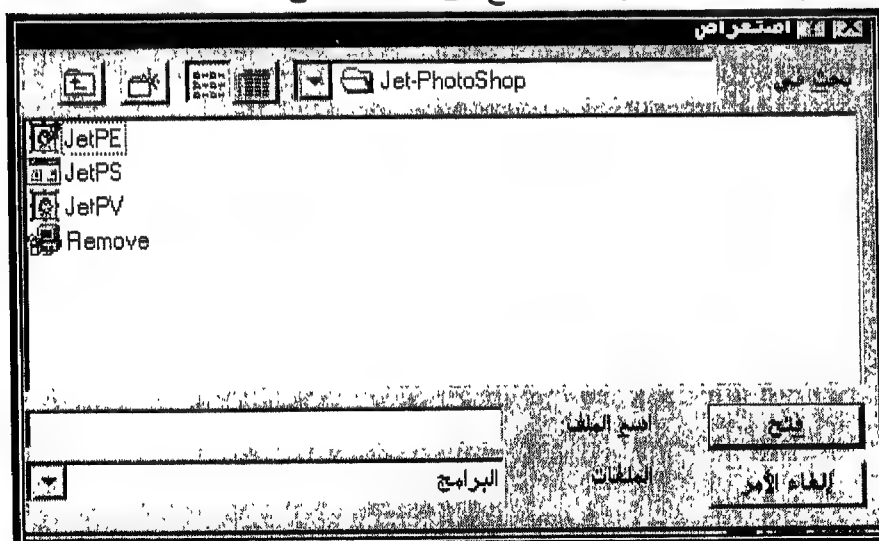 استعراض
بحث في
Jet-PhotoShop
JetPE
JetPS
JetPV
Remove
اسم الملف
فتح
الملفات
البرامج
إلغاء الأمر